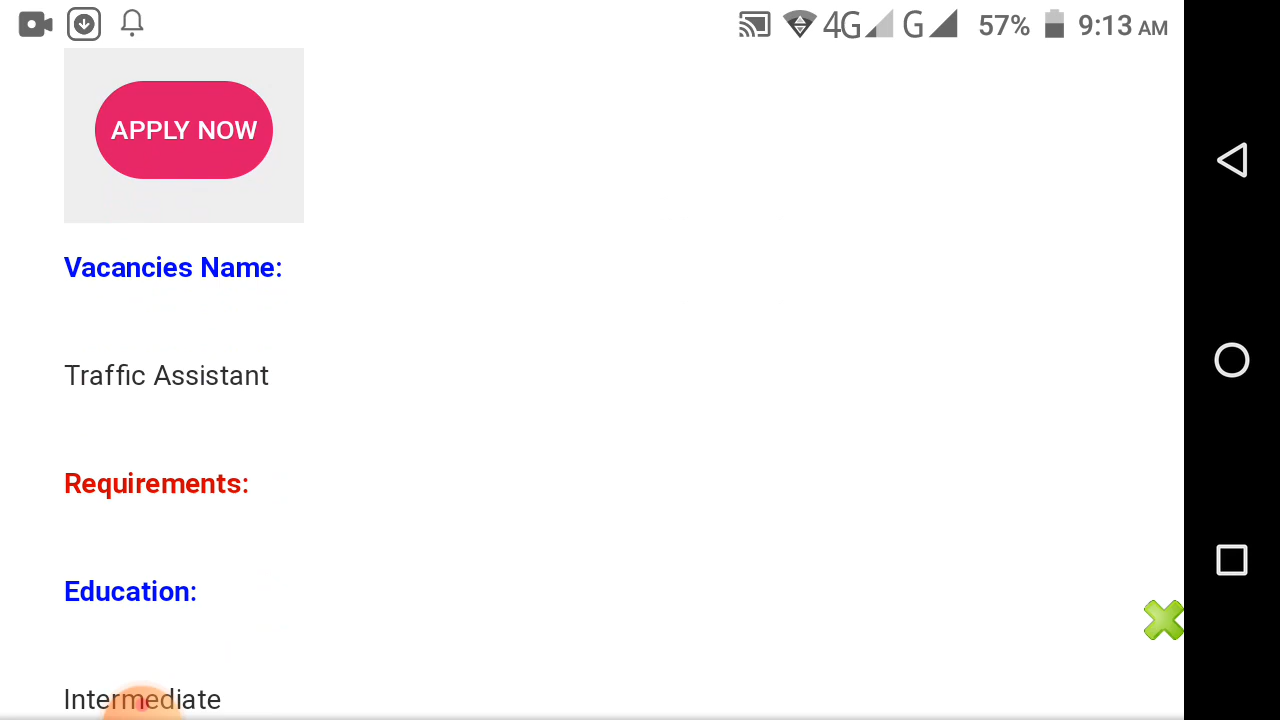 4G G 57% 9:13 AM
APPLY NOW
Vacancies Name:
Traffic Assistant
Requirements:
Education:
Intermediate